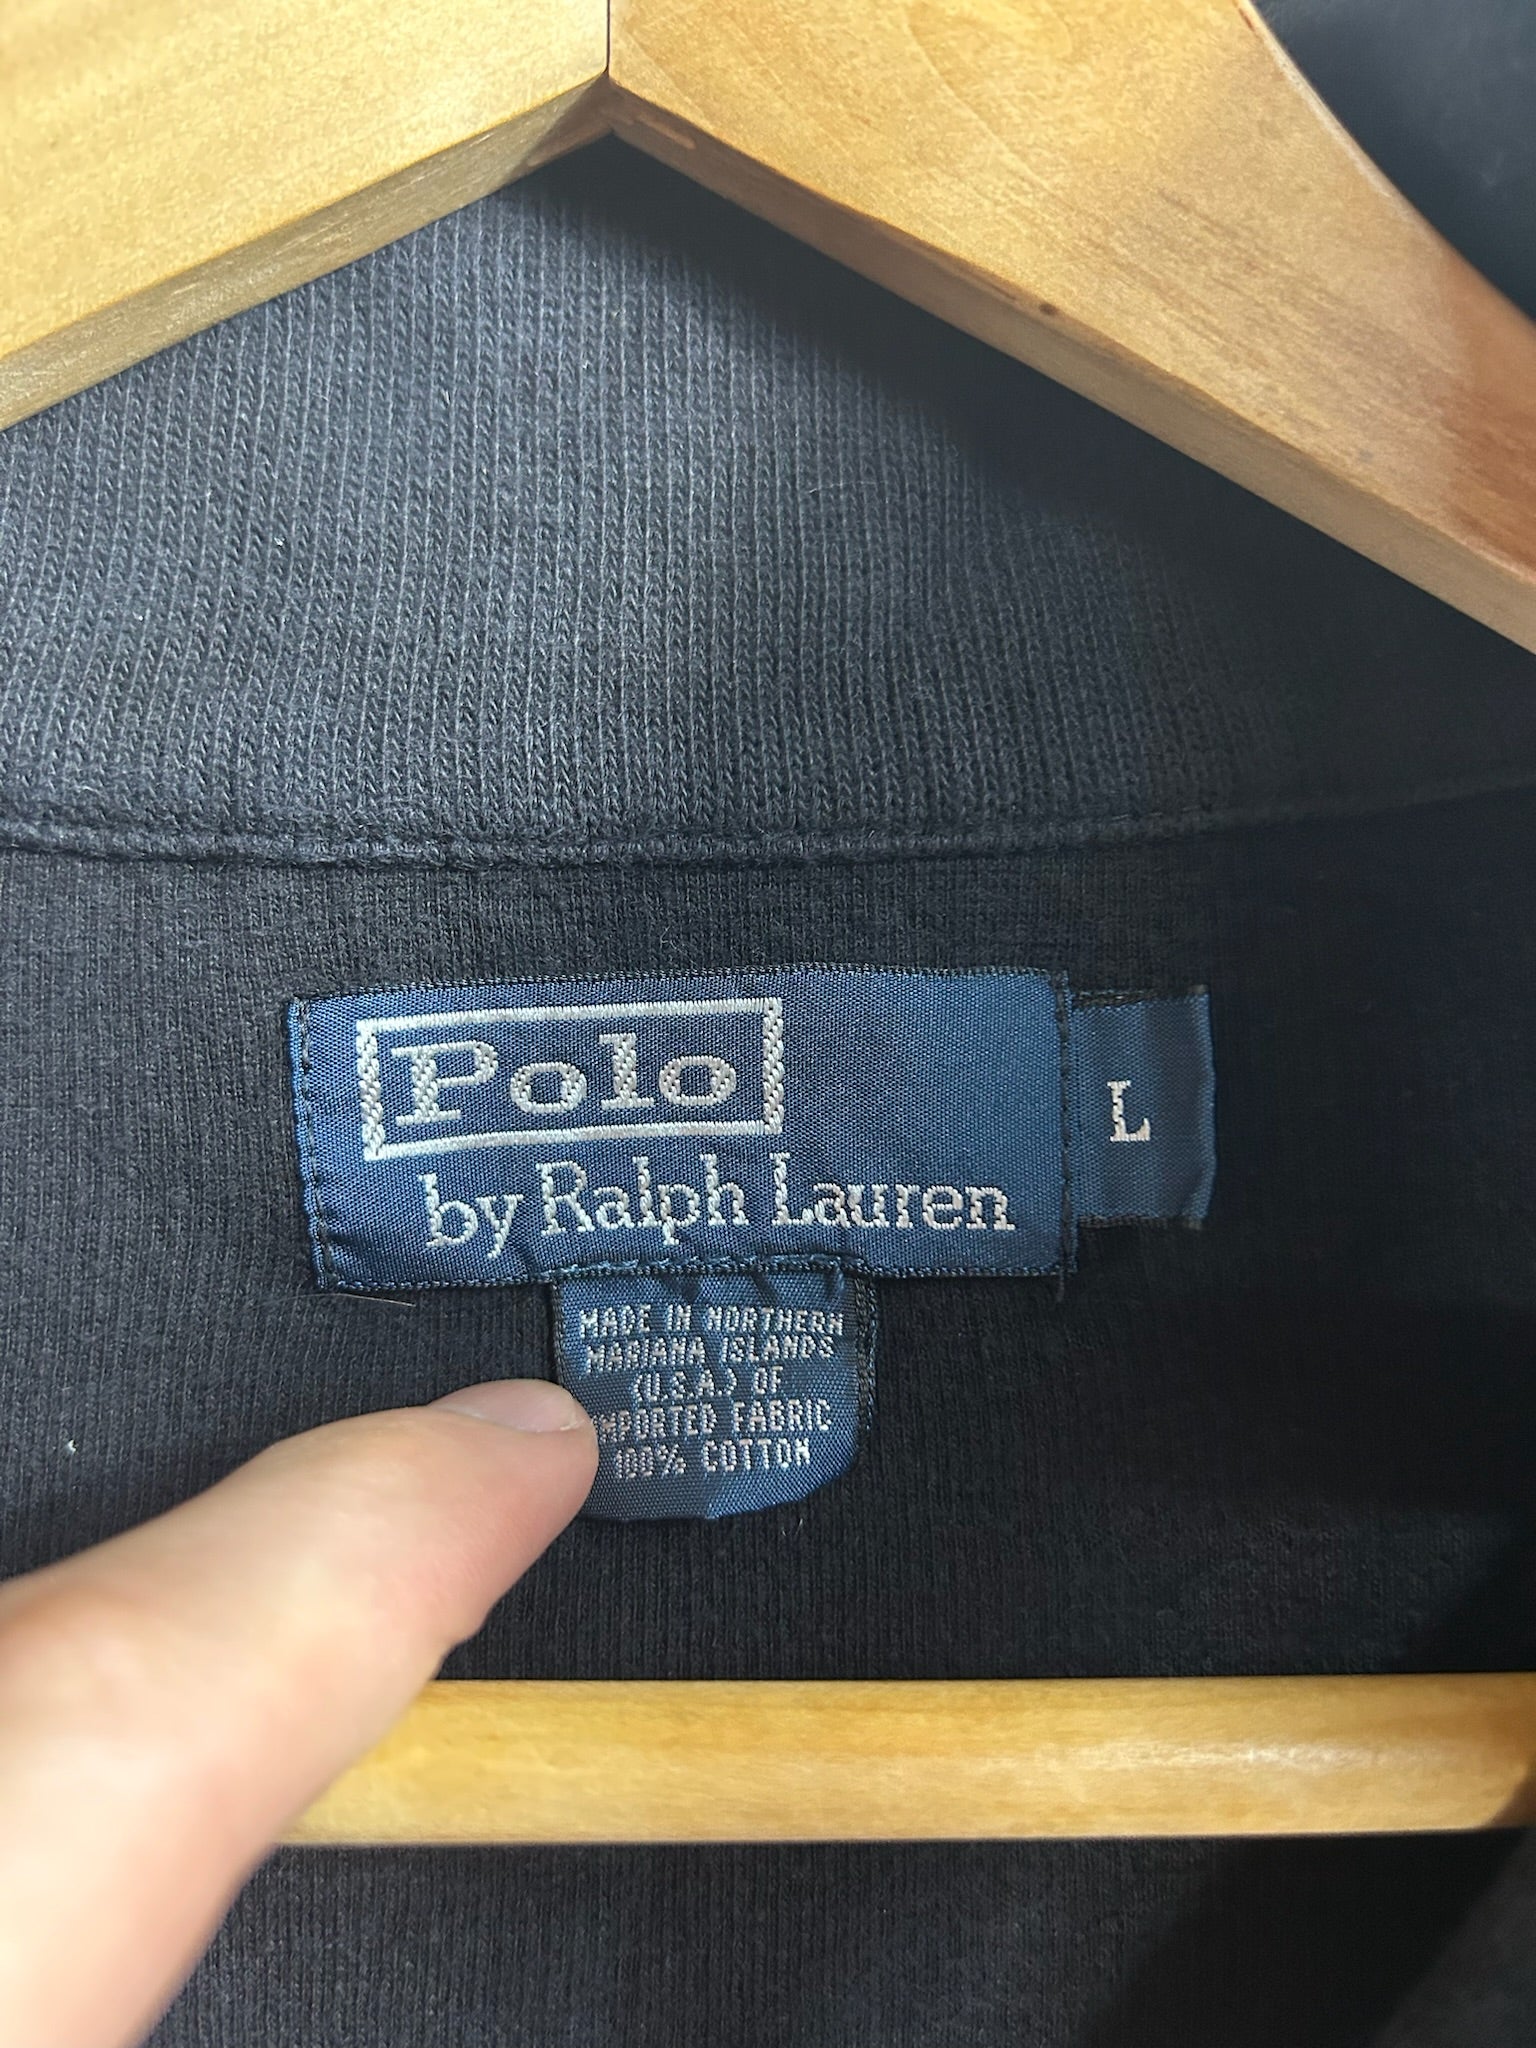 Polo
by Ralph Lauren
L
MADE IN NORTHERN
MARIANA ISLANDS
(U.S.A.) OF
IMPORTED FABRIC
100% COTTON